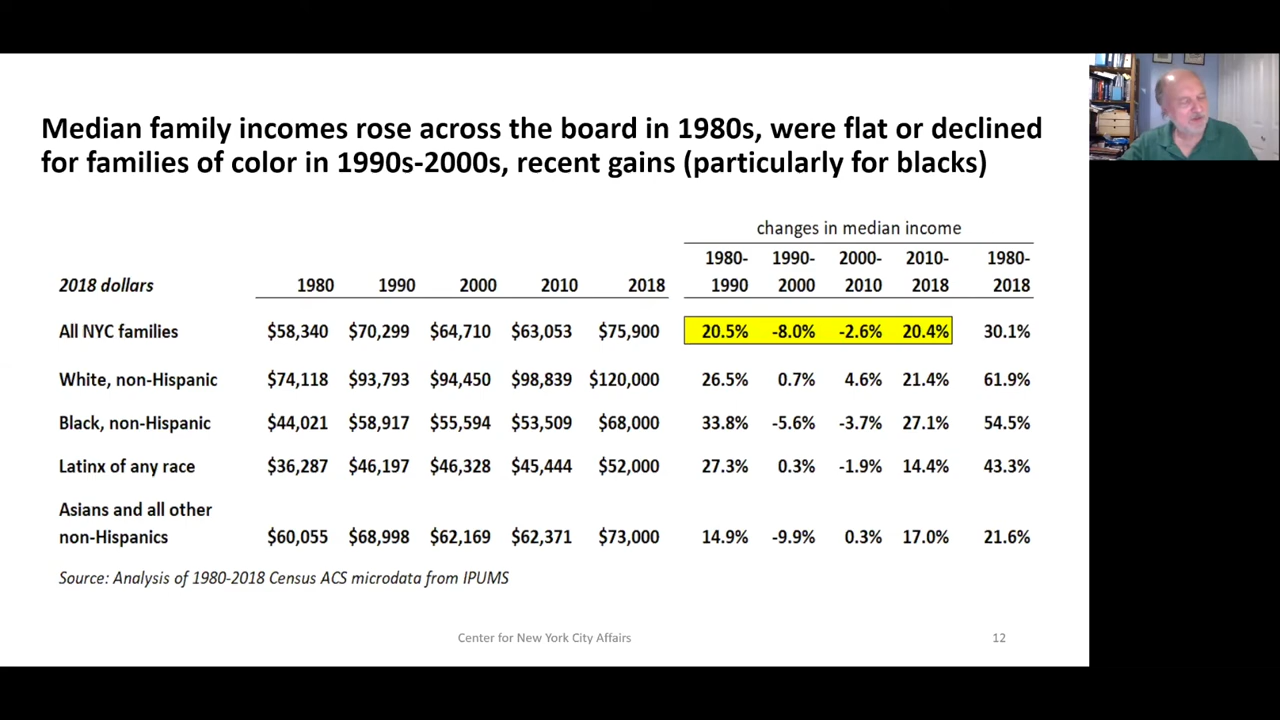 Median family incomes rose across the board in 1980s, were flat or declined
for families of color in 1990s-2000s, recent gains (particularly for blacks)
changes in median income
1980- 1990- 2000- 2010- 1980-
2018 dollars 1980 1990 2000 2010 2018 1990 2000 2010 2018 2018
All NYC families $58,340 $70,299 $64,710 $63,053 $75,900 20.5% -8.0% -2.6% 20.4% 30.1%
White, non-Hispanic $74,118 $93,793 $94,450 $98,839 $120,000 26.5% 0.7% 4.6% 21.4% 61.9%
Black, non-Hispanic $44,021 $58,917 $55,594 $53,509 $68,000 33.8% -5.6% -3.7% 27.1% 54.5%
Latinx of any race $36,287 $46,197 $46,328 $45,444 $52,000 27.3% 0.3% -1.9% 14.4% 43.3%
Asians and all other
non-Hispanics $60,055 $68,998 $62,169 $62,371 $73,000 14.9% -9.9% 0.3% 17.0% 21.6%
Source: Analysis of 1980-2018 Census ACS microdata from IPUMS
Center for New York City Affairs 12